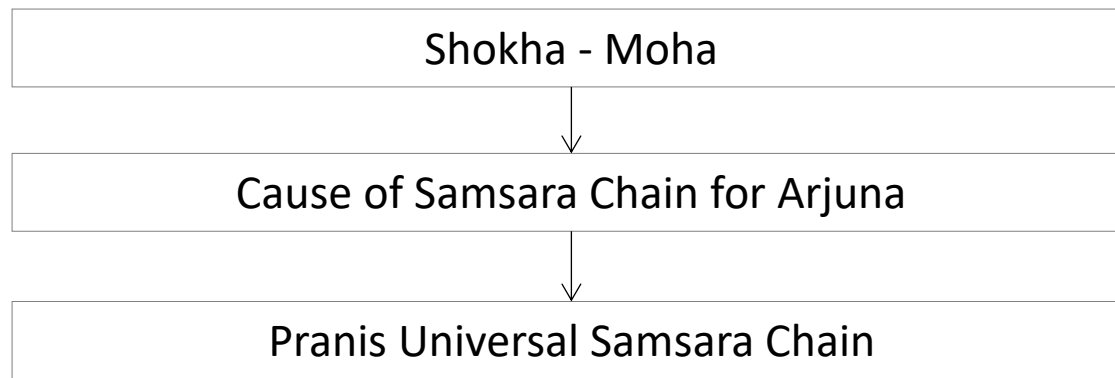 Shokha - Moha
Cause of Samsara Chain for Arjuna
Pranis Universal Samsara Chain